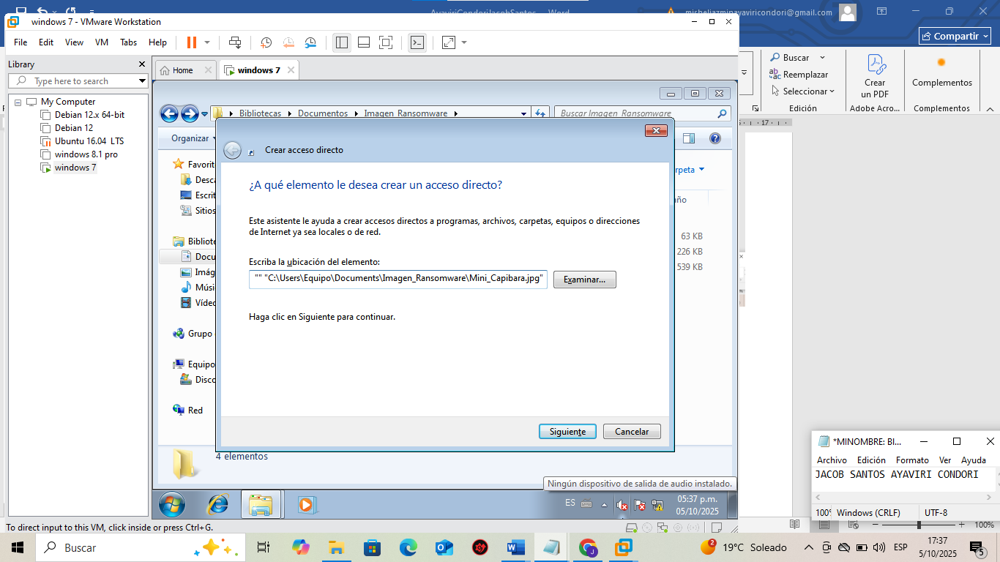 AyaviriCondoriJacobSantos - Word
misheljazminayaviricondori@gmail.com
windows 7 - VMware Workstation
File Edit View VM Tabs Help
Compartir
Library
Type here to search
Home
windows 7
Buscar
Reemplazar
Seleccionar
Edición
Crear
un PDF
Adobe Acro...
Complementos
Complementos
My Computer
Debian 12.x 64-bit
Debian 12
Ubuntu 16.04 LTS
windows 8.1 pro
windows 7
Bibliotecas
Documentos
Imagen_Ransomware
Buscar Imagen_Ransomware
Organizar
Crear acceso directo
¿A qué elemento le desea crear un acceso directo?
Este asistente le ayuda a crear accesos directos a programas, archivos, carpetas, equipos o direcciones
de Internet ya sea locales o de red.
Escriba la ubicación del elemento:
"" "C:\Users\Equipo\Documents\Imagen_Ransomware\Mini_Capibara.jpg"
Examinar...
Haga clic en Siguiente para continuar.
Siguiente
Cancelar
Favorit
Desca
Escrit
Sitios
Bibliote
Docu
Imág
Músi
Vídec
Grupo
Equipo
Disco
Red
rpeta
ño
63 KB
226 KB
539 KB
17
4 elementos
Ningún dispositivo de salida de audio instalado.
ES
05:37 p.m.
05/10/2025
*MINOMBRE: Bl...
Archivo Edición Formato Ver Ayuda
JACOB SANTOS AYAVIRI CONDORI
100%
Windows (CRLF)
UTF-8
To direct input to this VM, click inside or press Ctrl+G.
100%
Buscar
2
19°C Soleado
ESP
17:37
5/10/2025
5